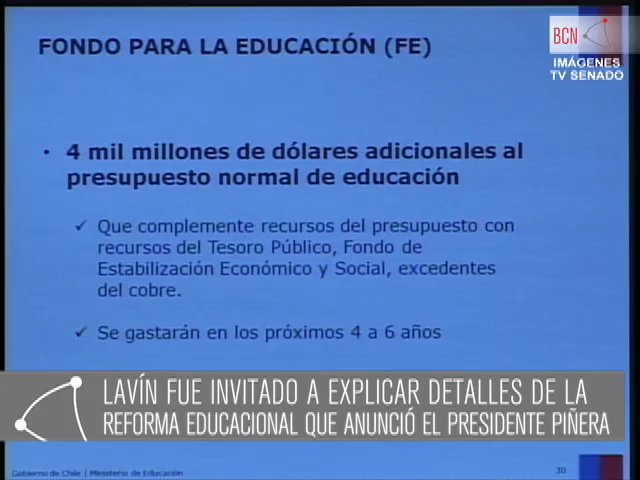 FONDO PARA LA EDUCACIÓN (FE)
BCN
IMÁGENES
TV SENADO
• 4 mil millones de dólares adicionales al
presupuesto normal de educación
✓ Que complemente recursos del presupuesto con
recursos del Tesoro Público, Fondo de
Estabilización Económico y Social, excedentes
del cobre.
✓ Se gastarán en los próximos 4 a 6 años
LAVÍN FUE INVITADO A EXPLICAR DETALLES DE LA
REFORMA EDUCACIONAL QUE ANUNCIÓ EL PRESIDENTE PIÑERA
Gobierno de Chile | Ministerio de Educación
30